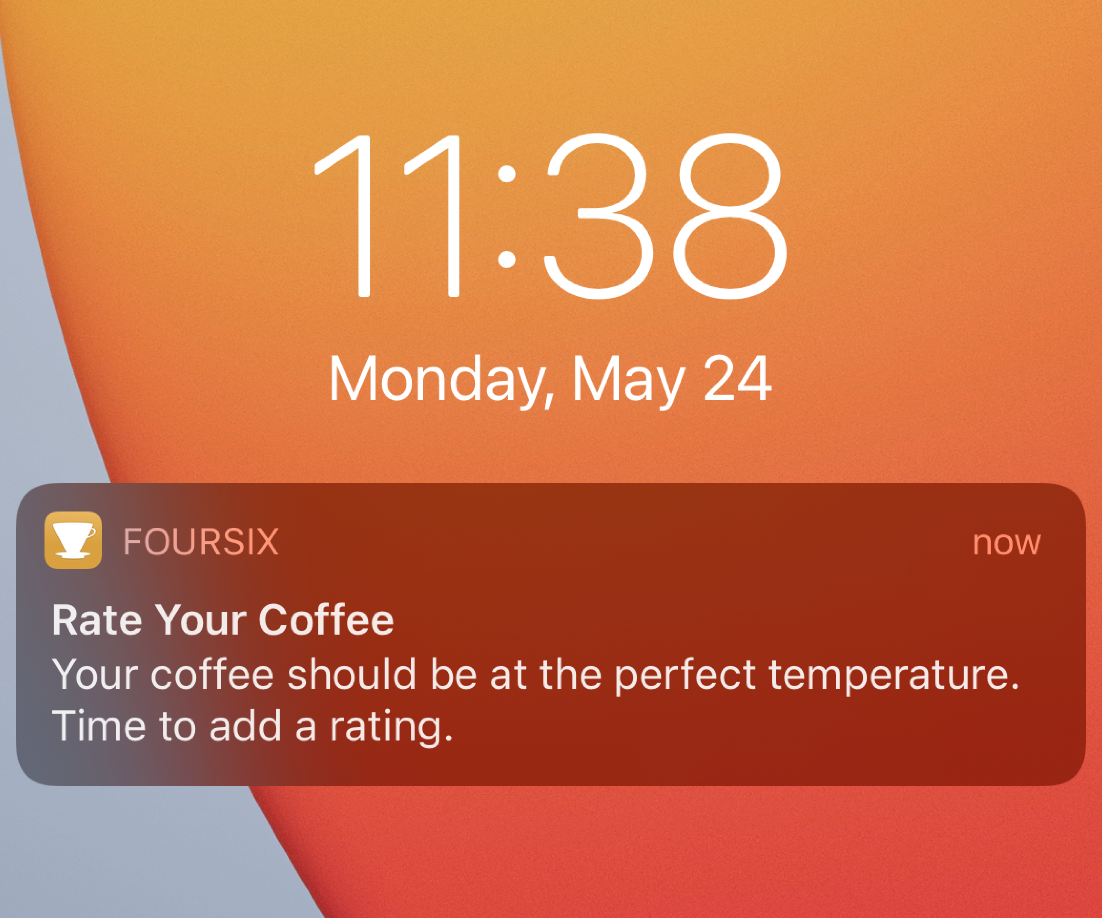 11:38
Monday, May 24
FOURSIX now
Rate Your Coffee
Your coffee should be at the perfect temperature.
Time to add a rating.